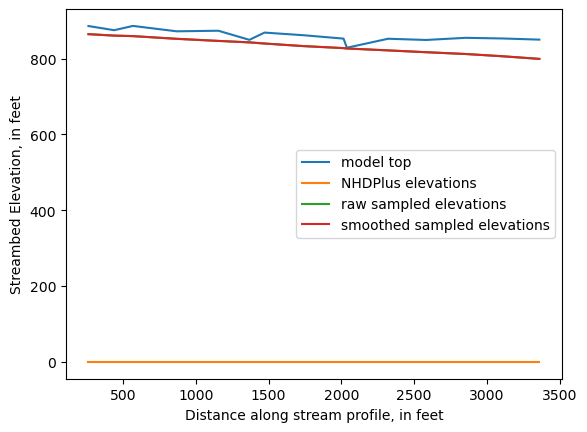 800
600
400
200
0
Streambed Elevation, in feet
model top
NHDPlus elevations
raw sampled elevations
smoothed sampled elevations
500 1000 1500 2000 2500 3000 3500
Distance along stream profile, in feet